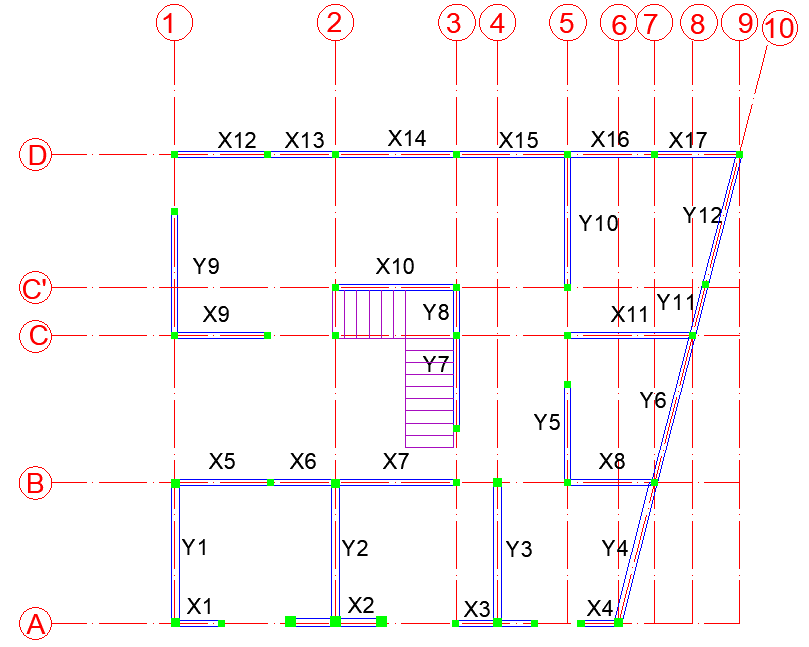 1 2 3 4 5 6 7 8 9 10
D X12 X13 X14 X15 X16 X17
Y12
Y10
Y9 X10
C' Y11
X9 Y8 X11
C
Y7
Y6
Y5
X5 X6 X7 X8
B
Y1 Y2 Y3 Y4
X1 X2 X3 X4
A